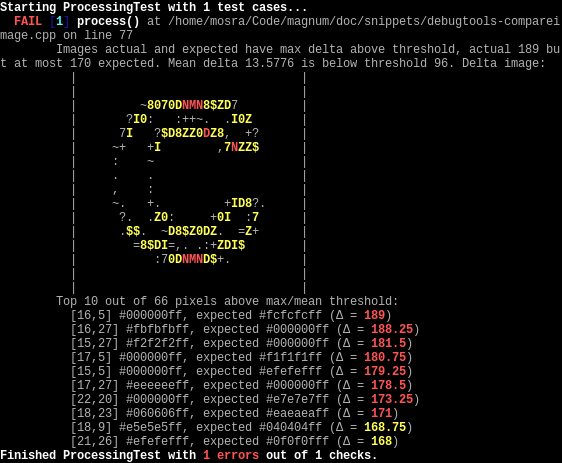 Starting ProcessingTest with 1 test cases...
  FAIL [1] process() at /home/mosra/Code/magnum/doc/snippets/debugtools-comparei
mage.cpp on line 77
        Images actual and expected have max delta above threshold, actual 189 bu
t at most 170 expected. Mean delta 13.5776 is below threshold 96. Delta image:
          |                                |
          |                                |
          |         ~8070DNMN8$ZD7         |
          |       ?I0:   :++~.  .I0Z       |
          |      7I   ?$D8ZZ0DZ8,  +?      |
          |     ~+   +I        ,7NZZ$      |
          |     :    ~                     |
          |     .    .                     |
          |     ,    :                     |
          |     ~.   +.         +ID8?.     |
          |      ?.  .Z0:     +0I  :7      |
          |      .$$.  ~D8$Z0DZ.  =Z+      |
          |        =8$DI=,. .:+ZDI$        |
          |           :70DNMND$+.          |
          |                                |
          |                                |
        Top 10 out of 66 pixels above max/mean threshold:
          [16,5] #000000ff, expected #fcfcfcff (Δ = 189)
          [16,27] #fbfbfbff, expected #000000ff (Δ = 188.25)
          [15,27] #f2f2f2ff, expected #000000ff (Δ = 181.5)
          [17,5] #000000ff, expected #f1f1f1ff (Δ = 180.75)
          [15,5] #000000ff, expected #efefefff (Δ = 179.25)
          [17,27] #eeeeeeff, expected #000000ff (Δ = 178.5)
          [22,20] #000000ff, expected #e7e7e7ff (Δ = 173.25)
          [18,23] #060606ff, expected #eaeaeaff (Δ = 171)
          [18,9] #e5e5e5ff, expected #040404ff (Δ = 168.75)
          [21,26] #efefefff, expected #0f0f0fff (Δ = 168)
Finished ProcessingTest with 1 errors out of 1 checks.